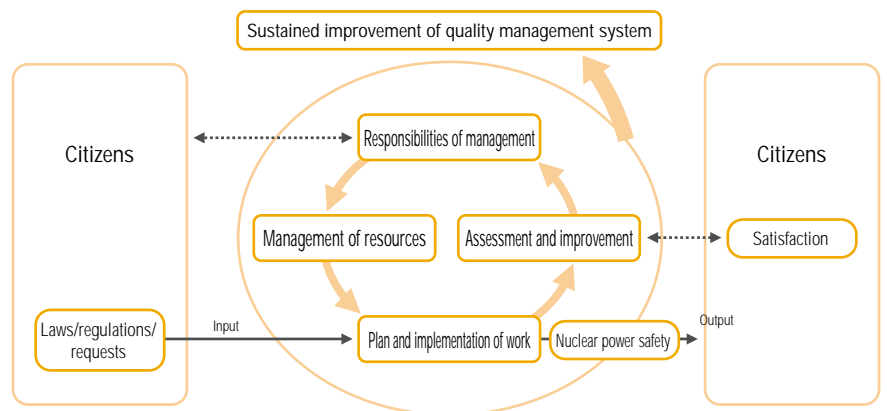 Sustained improvement of quality management system
Citizens
Responsibilities of management
Citizens
Management of resources
Assessment and improvement
Satisfaction
Laws/regulations/
requests
Input
Plan and implementation of work
Nuclear power safety
Output